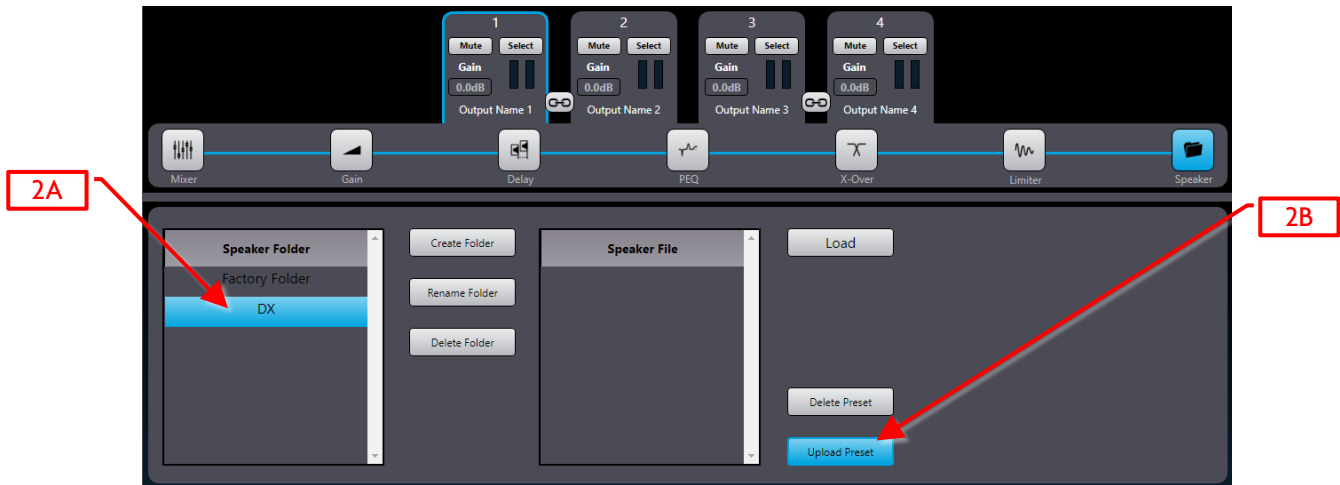 1 2 3 4
Mute Select Mute Select Mute Select Mute Select
Gain Gain Gain Gain
0.0dB 0.0dB 0.0dB 0.0dB
Output Name 1 Output Name 2 Output Name 3 Output Name 4
Mixer Gain Delay PEQ X-Over Limiter Speaker
2A
2B
Speaker Folder
Factory Folder
DX
Create Folder
Rename Folder
Delete Folder
Speaker File
Load
Delete Preset
Upload Preset